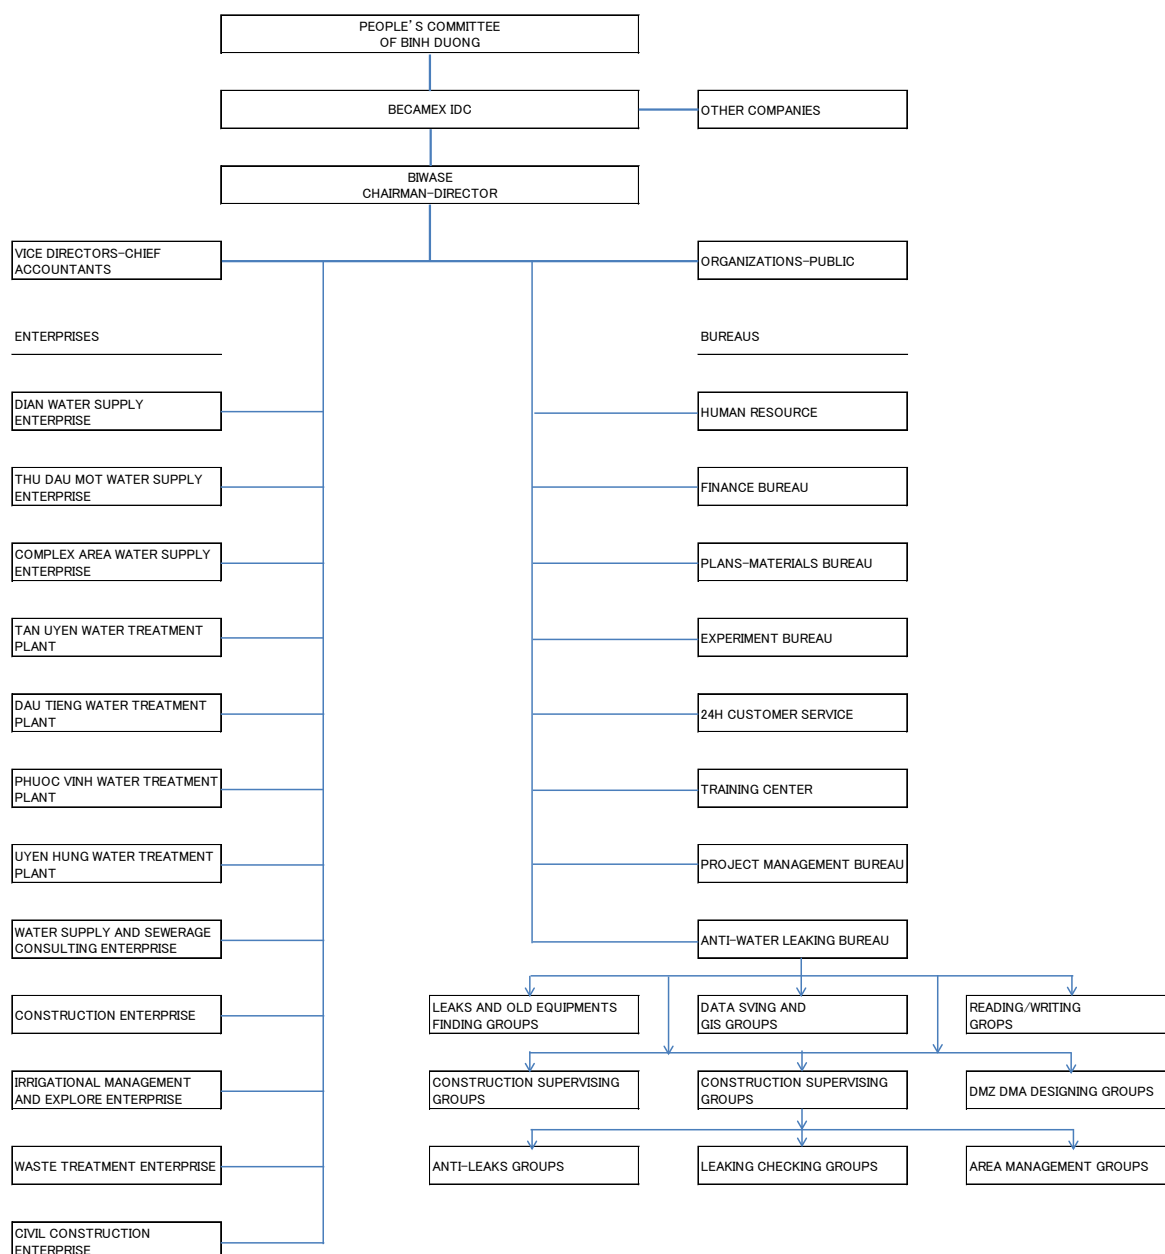 PEOPLE'S COMMITTEE
OF BINH DUONG
BECAMEX IDC
OTHER COMPANIES
BIWASE
CHAIRMAN-DIRECTOR
VICE DIRECTORS-CHIEF
ACCOUNTANTS
ORGANIZATIONS-PUBLIC
ENTERPRISES
BUREAUS
DIAN WATER SUPPLY
ENTERPRISE
HUMAN RESOURCE
THU DAU MOT WATER SUPPLY
ENTERPRISE
FINANCE BUREAU
COMPLEX AREA WATER SUPPLY
ENTERPRISE
PLANS-MATERIALS BUREAU
TAN UYEN WATER TREATMENT
PLANT
EXPERIMENT BUREAU
DAU TIENG WATER TREATMENT
PLANT
24H CUSTOMER SERVICE
PHUOC VINH WATER TREATMENT
PLANT
TRAINING CENTER
UYEN HUNG WATER TREATMENT
PLANT
PROJECT MANAGEMENT BUREAU
WATER SUPPLY AND SEWERAGE
CONSULTING ENTERPRISE
ANTI-WATER LEAKING BUREAU
CONSTRUCTION ENTERPRISE
LEAKS AND OLD EQUIPMENTS
FINDING GROUPS
DATA SVING AND
GIS GROUPS
READING/WRITING
GROPS
IRRIGATIONAL MANAGEMENT
AND EXPLORE ENTERPRISE
CONSTRUCTION SUPERVISING
GROUPS
CONSTRUCTION SUPERVISING
GROUPS
DMZ DMA DESIGNING GROUPS
WASTE TREATMENT ENTERPRISE
ANTI-LEAKS GROUPS
LEAKING CHECKING GROUPS
AREA MANAGEMENT GROUPS
CIVIL CONSTRUCTION
ENTERPRISE